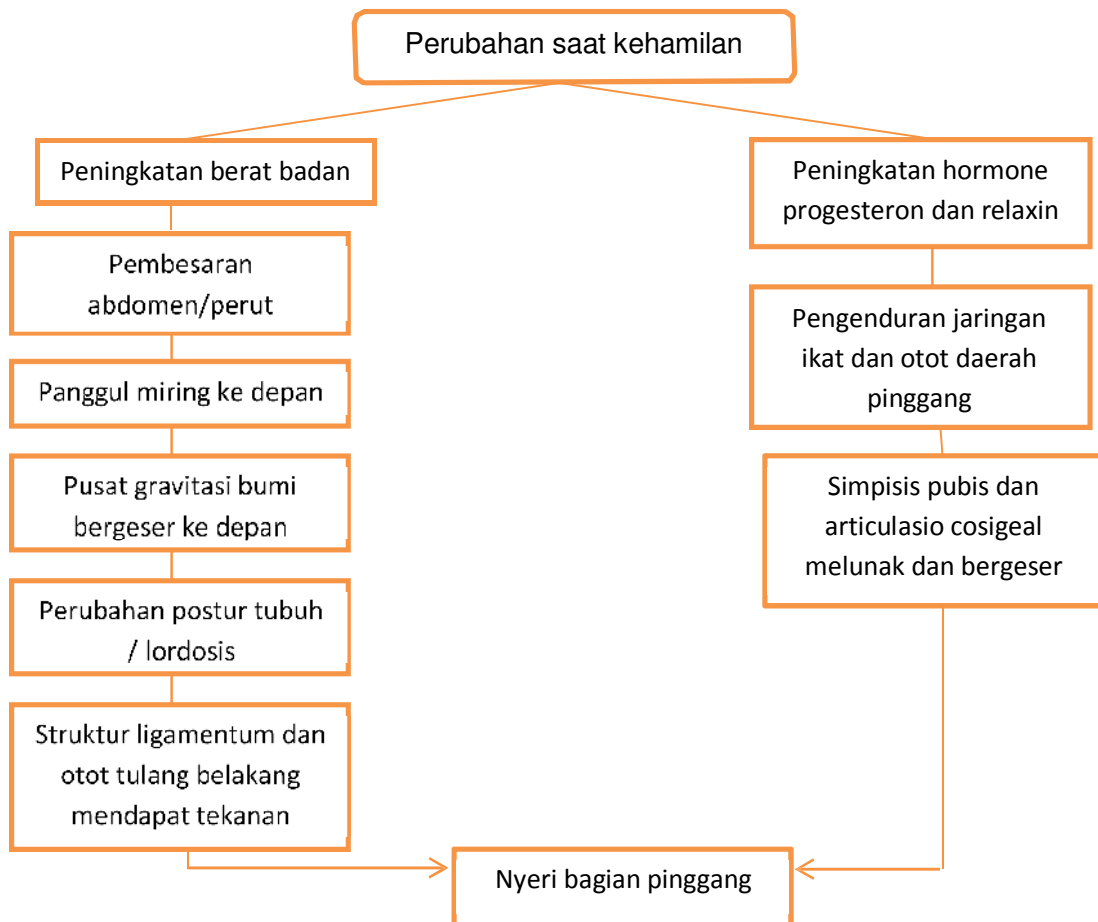 Perubahan saat kehamilan
Peningkatan berat badan
Pembesaran
abdomen/perut
Panggul miring ke depan
Pusat gravitasi bumi
bergeser ke depan
Perubahan postur tubuh
/ lordosis
Struktur ligamentum dan
otot tulang belakang
mendapat tekanan
Peningkatan hormone
progesteron dan relaxin
Pengenduran jaringan
ikat dan otot daerah
pinggang
Simpisis pubis dan
articulasio cosigeal
melunak dan bergeser
Nyeri bagian pinggang